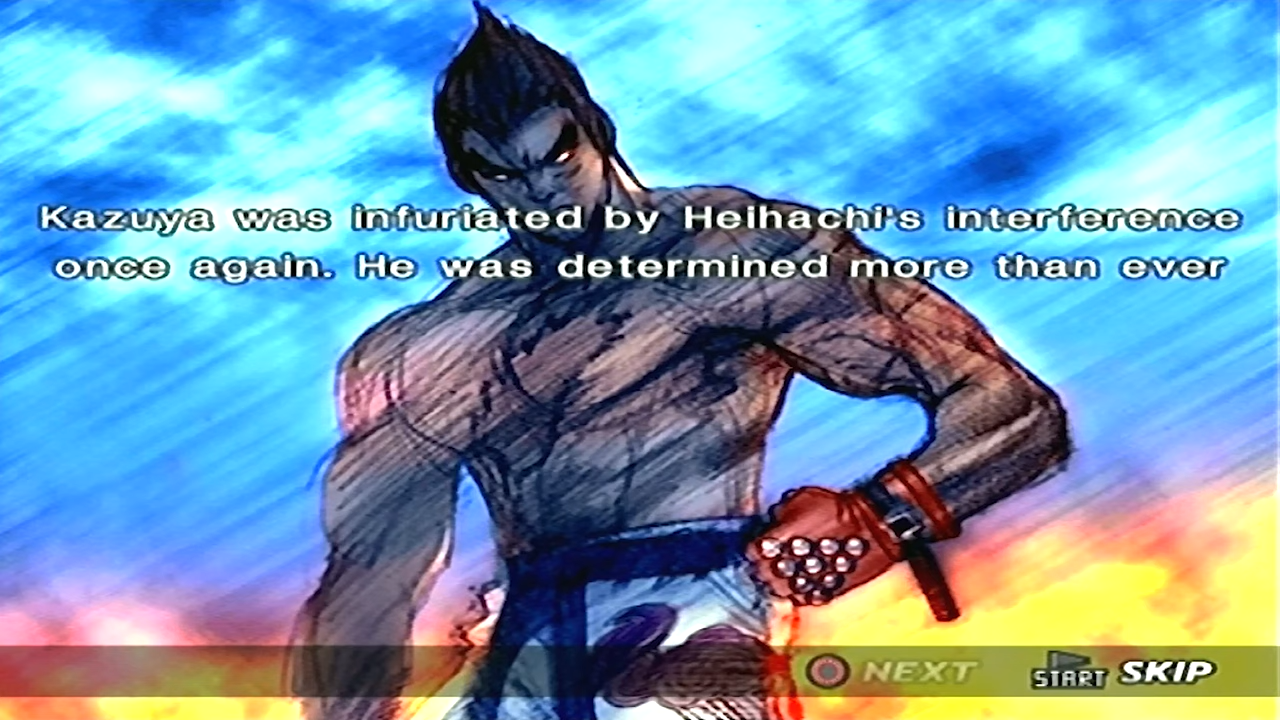 Kazuya was infuriated by Heihachi's interference
once again. He was determined more than ever
NEXT START SKIP